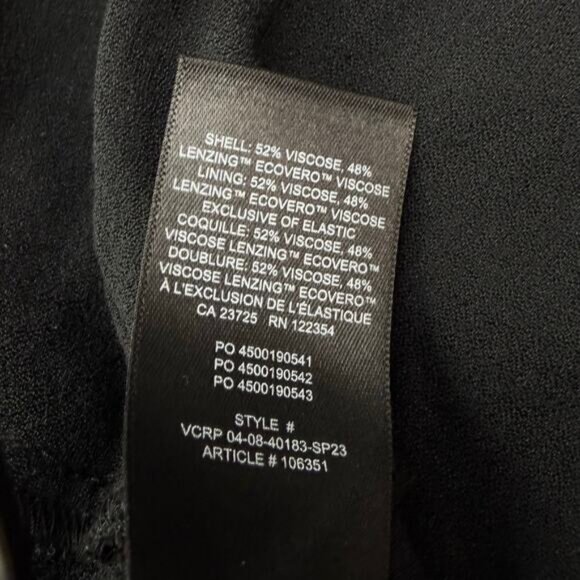 SHELL: 52% VISCOSE, 48%
LENZING™ ECOVERO™ VISCOSE
LINING: 52% VISCOSE, 48%
LENZING™ ECOVERO™ VISCOSE
EXCLUSIVE OF ELASTIC
COQUILLE: 52% VISCOSE, 48%
VISCOSE LENZING™ ECOVERO™
DOUBLURE: 52% VISCOSE, 48%
VISCOSE LENZING™ ECOVERO™
À L'EXCLUSION DE L'ÉLASTIQUE
CA 23725 RN 122354
PO 4500190541
PO 4500190542
PO 4500190543
STYLE #
VCRP 04-08-40183-SP23
ARTICLE # 106351